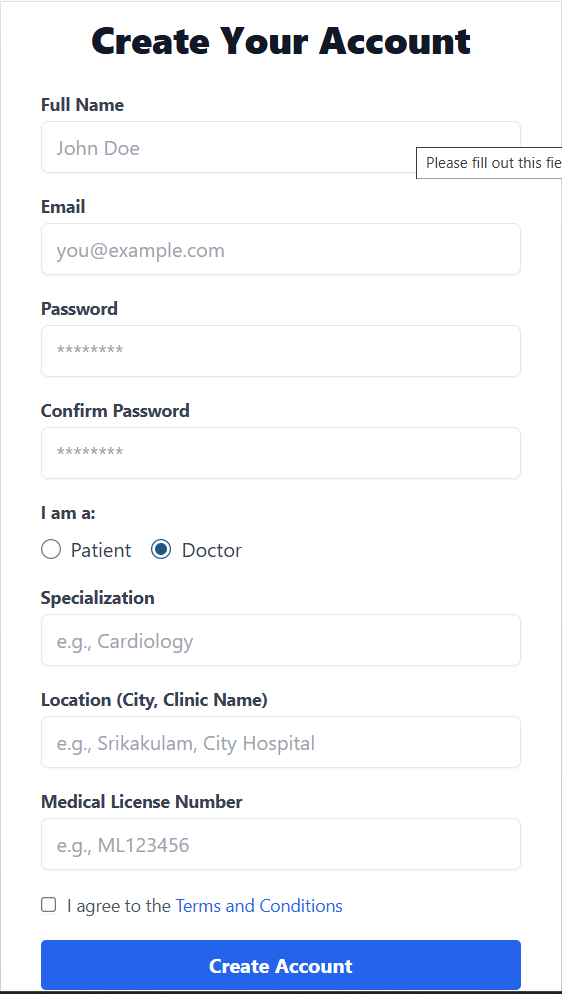 Create Your Account
Full Name
John Doe
Please fill out this fie
Email
you@example.com
Password
********
Confirm Password
********
I am a:
Patient Doctor
Specialization
e.g., Cardiology
Location (City, Clinic Name)
e.g., Srikakulam, City Hospital
Medical License Number
e.g., ML123456
I agree to the Terms and Conditions
Create Account